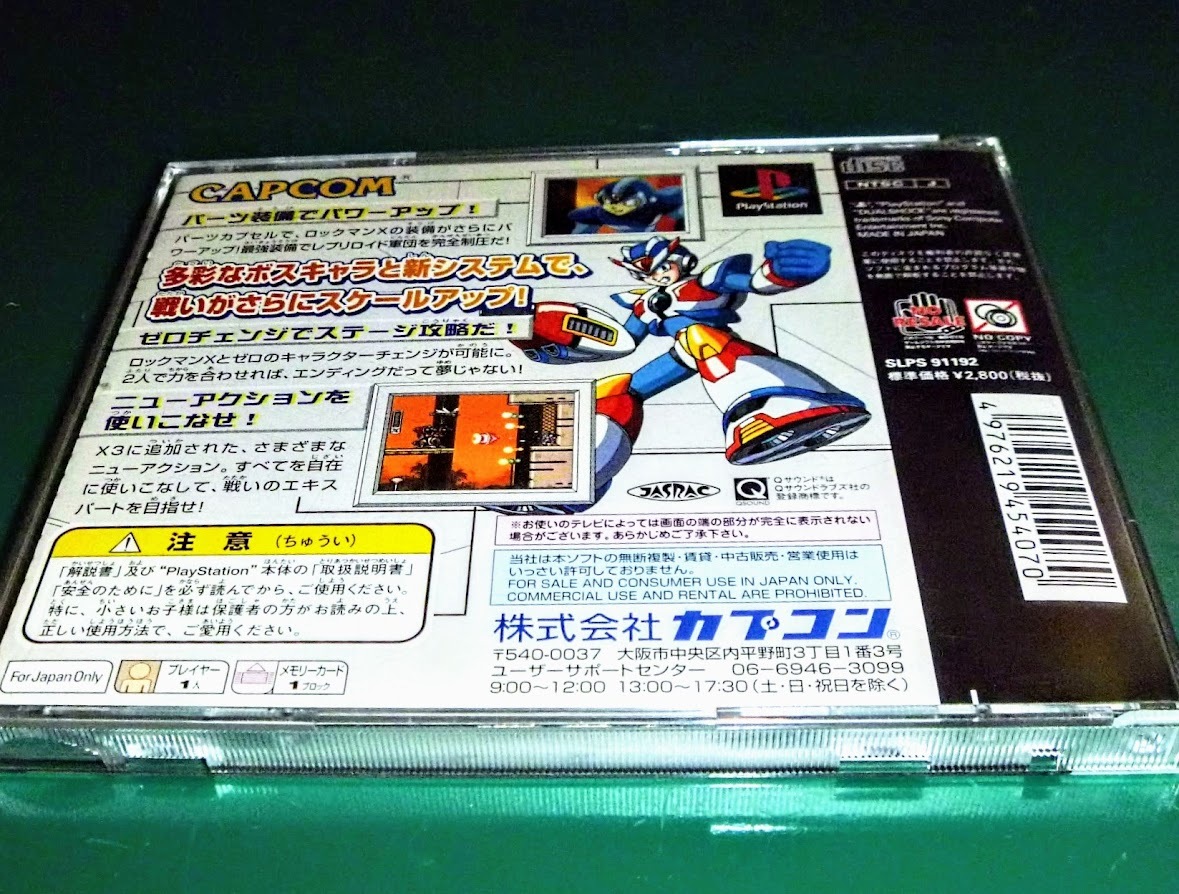 CAPCOM®
パーツ装備でパワーアップ！
パーツカプセルで、ロックマンXの装備がさらにパ
ワーアップ！最強装備でレプリロイド軍団を完全制圧だ！
多彩なボスキャラと新システムで、
戦いがさらにスケールアップ！
ゼロチェンジでステージ攻略だ！
ロックマンXとゼロのキャラクターチェンジが可能に。
2人で力を合わせれば、エンディングだって夢じゃない！
ニューアクションを
使いこなせ！
X3に追加された、さまざまな
ニューアクション。すべてを自在
に使いこなして、戦いのエキス
パートを目指せ！
注意（ちゅうい）
「解説書」及び"PlayStation"本体の「取扱説明書」
「安全のために」を必ず読んでから、ご使用ください。
特に、小さいお子様は保護者の方がお読みの上、
正しい使用方法で、ご愛用ください。
For Japan Only
プレイヤー
1人
メモリーカード
1ブロック
PlayStation
JASRAC
QSOUND
Qサウンド®は
Qサウンドラブズ社の
登録商標です。
※お使いのテレビによっては画面の端の部分が完全に表示されない
場合がございます。あらかじめご了承下さい。
当社は本ソフトの無断複製・賃貸・中古販売・営業使用は
いっさい許可しておりません。
FOR SALE AND CONSUMER USE IN JAPAN ONLY.
COMMERCIAL USE AND RENTAL ARE PROHIBITED.
株式会社カプコン®
〒540-0037 大阪市中央区内平野町3丁目1番3号
ユーザーサポートセンター 06-6946-3099
9:00～12:00 13:00～17:30（土・日・祝日を除く）
disc
NTSC J
"PlayStation" and
"DUALSHOCK" are registered
trademarks of Sony Computer
Entertainment Inc.
MADE IN JAPAN
NO
RESALE
NO COPY
SLPS 91192
標準価格 ¥2,800（税抜）
4 976219 454070